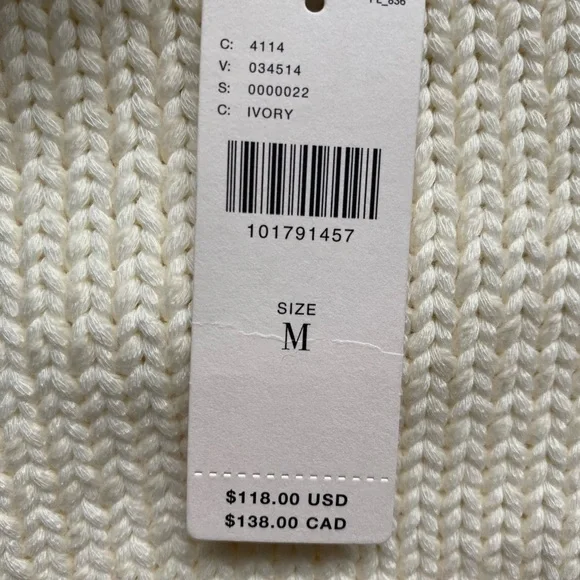 C: 4114
V: 034514
S: 0000022
C: IVORY
101791457
SIZE
M
$118.00 USD
$138.00 CAD